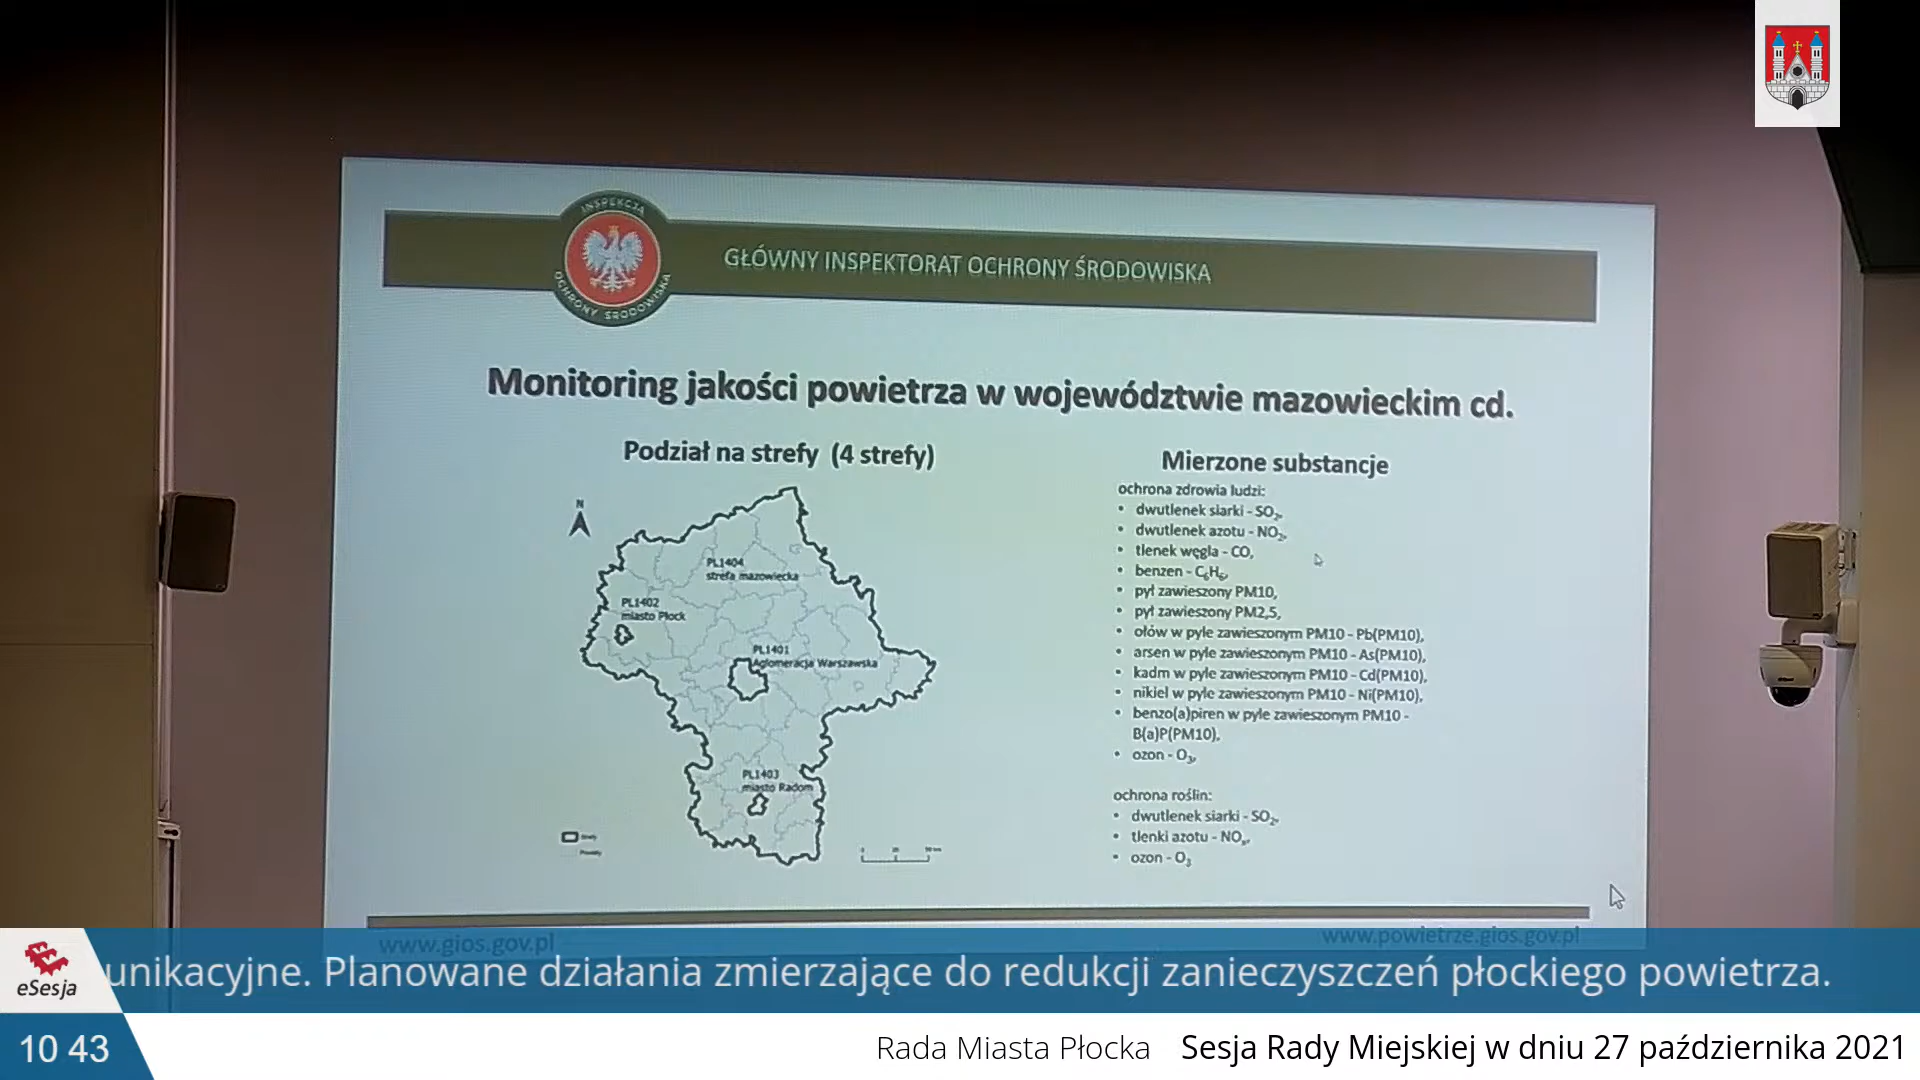 INSPEKCJA
OCHRONY ŚRODOWISKA
GŁÓWNY INSPEKTORAT OCHRONY ŚRODOWISKA
Monitoring jakości powietrza w województwie mazowieckim cd.
Podział na strefy (4 strefy)
N
PL1404
strefa mazowiecka
PL1402
miasto Płock
PL1401
Aglomeracja Warszawska
PL1403
miasto Radom
Mierzone substancje
ochrona zdrowia ludzi:
• dwutlenek siarki - SO₂,
• dwutlenek azotu - NO₂,
• tlenek węgla - CO,
• benzen - C₆H₆,
• pył zawieszony PM10,
• pył zawieszony PM2,5,
• ołów w pyle zawieszonym PM10 - Pb(PM10),
• arsen w pyle zawieszonym PM10 - As(PM10),
• kadm w pyle zawieszonym PM10 - Cd(PM10),
• nikiel w pyle zawieszonym PM10 - Ni(PM10),
• benzo(a)piren w pyle zawieszonym PM10 -
B(a)P(PM10),
• ozon - O₃,
ochrona roślin:
• dwutlenek siarki - SO₂,
• tlenki azotu - NOₓ,
• ozon - O₃
www.gios.gov.pl
www.powietrze.gios.gov.pl
eSesja
unikacyjne. Planowane działania zmierzające do redukcji zanieczyszczeń płockiego powietrza.
10 43
Rada Miasta Płocka Sesja Rady Miejskiej w dniu 27 października 2021